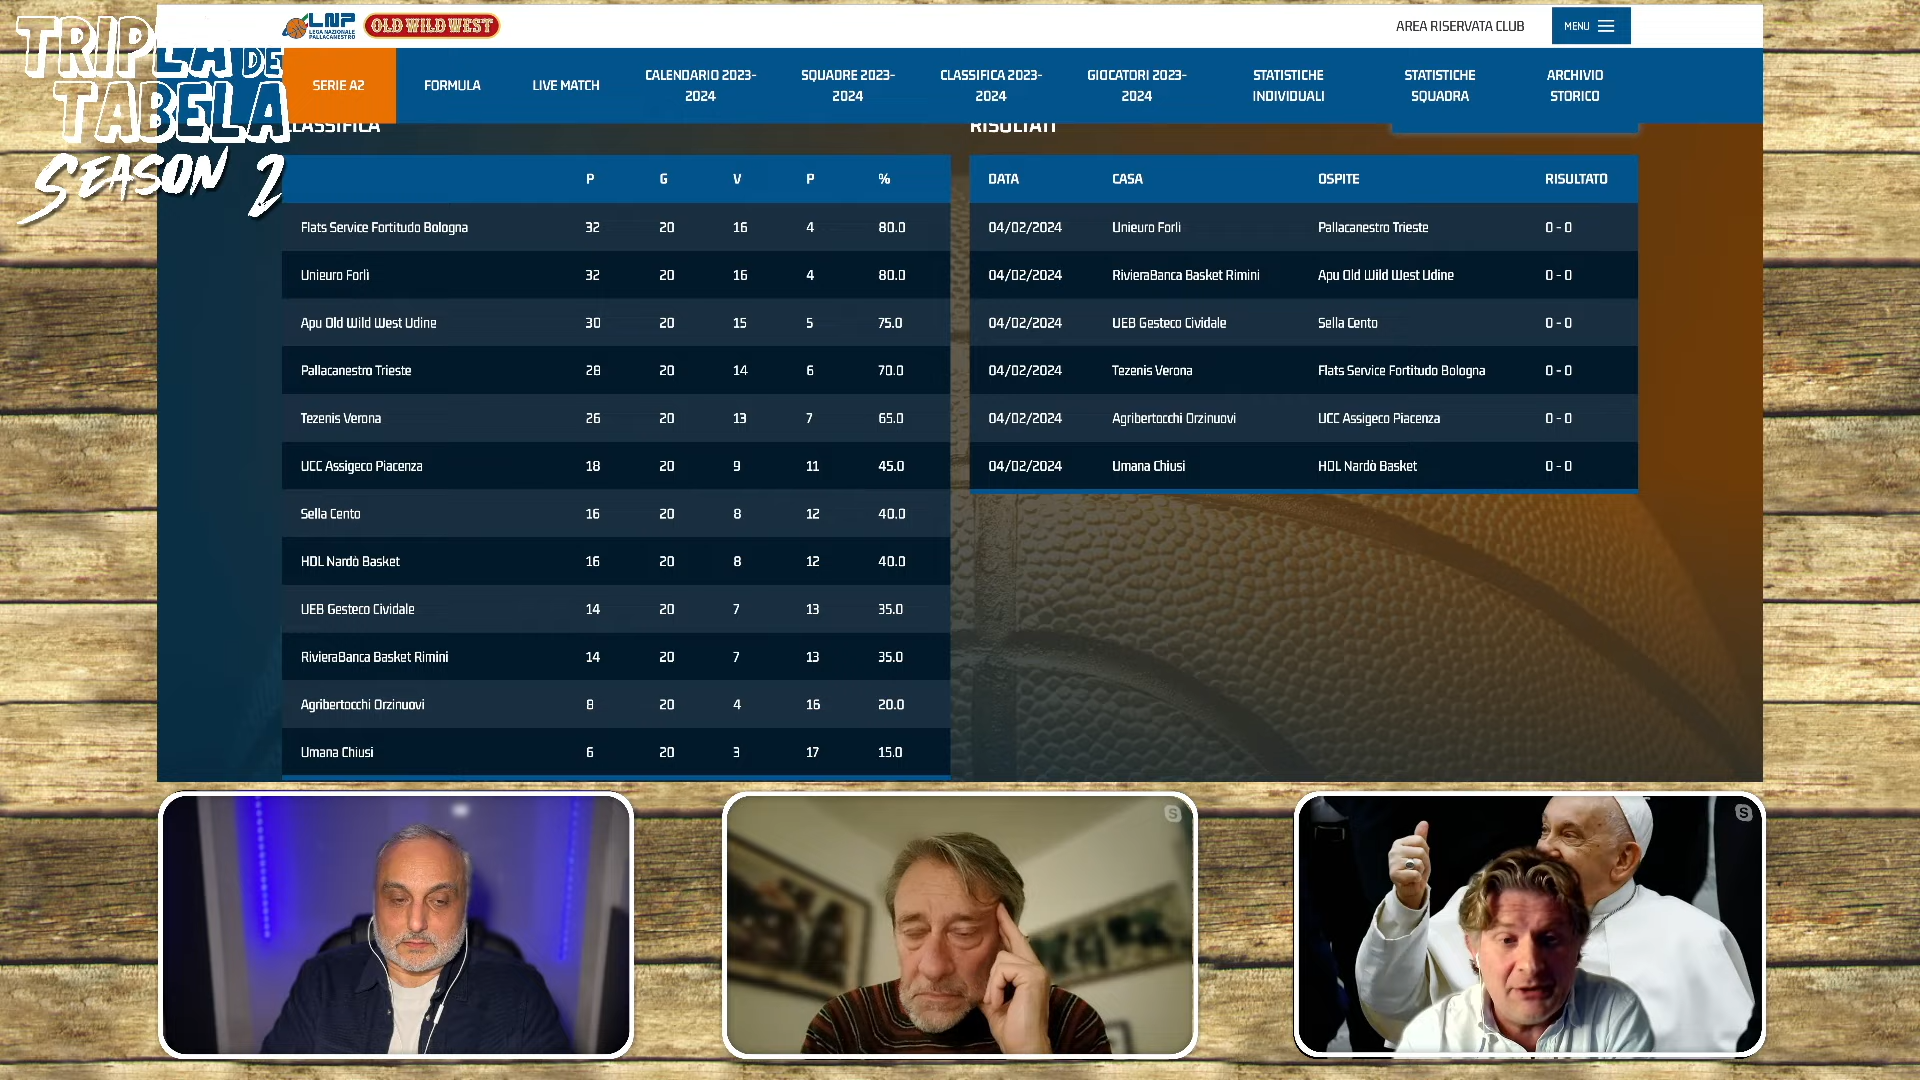 TRIPLA DE
TABELA
SEASON 2
LNP
LEGA NAZIONALE
PALLACANESTRO
OLD WILD WEST
AREA RISERVATA CLUB
MENU
SERIE A2
FORMULA
LIVE MATCH
CALENDARIO 2023-
2024
SQUADRE 2023-
2024
CLASSIFICA 2023-
2024
GIOCATORI 2023-
2024
STATISTICHE
INDIVIDUALI
STATISTICHE
SQUADRA
ARCHIVIO
STORICO
CLASSIFICA
P G V P %
Flats Service Fortitudo Bologna 32 20 16 4 80.0
Unieuro Forlì 32 20 16 4 80.0
Apu Old Wild West Udine 30 20 15 5 75.0
Pallacanestro Trieste 28 20 14 6 70.0
Tezenis Verona 26 20 13 7 65.0
UCC Assigeco Piacenza 18 20 9 11 45.0
Sella Cento 16 20 8 12 40.0
HDL Nardò Basket 16 20 8 12 40.0
UEB Gesteco Cividale 14 20 7 13 35.0
RivieraBanca Basket Rimini 14 20 7 13 35.0
Agribertocchi Orzinuovi 8 20 4 16 20.0
Umana Chiusi 6 20 3 17 15.0
RISULTATI
DATA CASA OSPITE RISULTATO
04/02/2024 Unieuro Forlì Pallacanestro Trieste 0 - 0
04/02/2024 RivieraBanca Basket Rimini Apu Old Wild West Udine 0 - 0
04/02/2024 UEB Gesteco Cividale Sella Cento 0 - 0
04/02/2024 Tezenis Verona Flats Service Fortitudo Bologna 0 - 0
04/02/2024 Agribertocchi Orzinuovi UCC Assigeco Piacenza 0 - 0
04/02/2024 Umana Chiusi HDL Nardò Basket 0 - 0